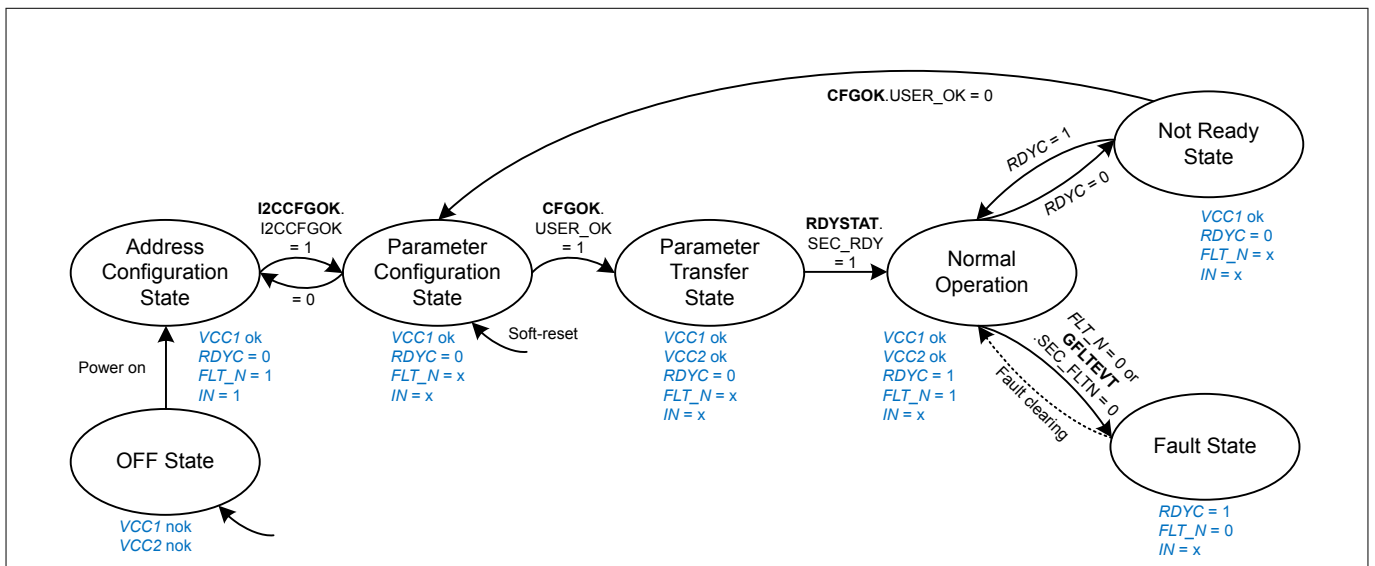 CFGOK.USER_OK = 0
Not Ready
State
RDYC = 1
RDYC = 0
VCC1 ok
RDYC = 0
FLT_N = x
IN = x
Address
Configuration
State
I2CCFGOK.
I2CCFGOK
= 1
= 0
Parameter
Configuration
State
CFGOK.
USER_OK
= 1
Parameter
Transfer
State
RDYSTAT.
SEC_RDY
= 1
Normal
Operation
VCC1 ok
RDYC = 0
FLT_N = 1
IN = 1
VCC1 ok
RDYC = 0
FLT_N = x
IN = x
Soft-reset
VCC1 ok
VCC2 ok
RDYC = 0
FLT_N = x
IN = x
VCC1 ok
VCC2 ok
RDYC = 1
FLT_N = 1
IN = x
FLT_N = 0 or
GFLTEVT
.SEC_FLTN = 0
Fault clearing
Power on
OFF State
VCC1 nok
VCC2 nok
Fault State
RDYC = 1
FLT_N = 0
IN = x